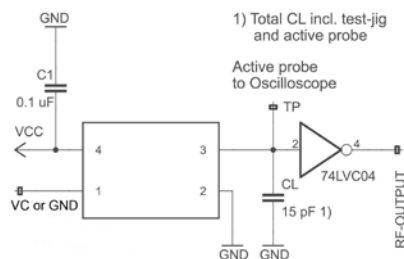 GND
1) Total CL incl. test-jig
and active probe
Active probe
to Oscilloscope
C1
0.1 uF
TP
VCC
4
3
2
4
74LVC04
1
2
CL
15 pF 1)
VC or GND
GND
GND
RF-OUTPUT